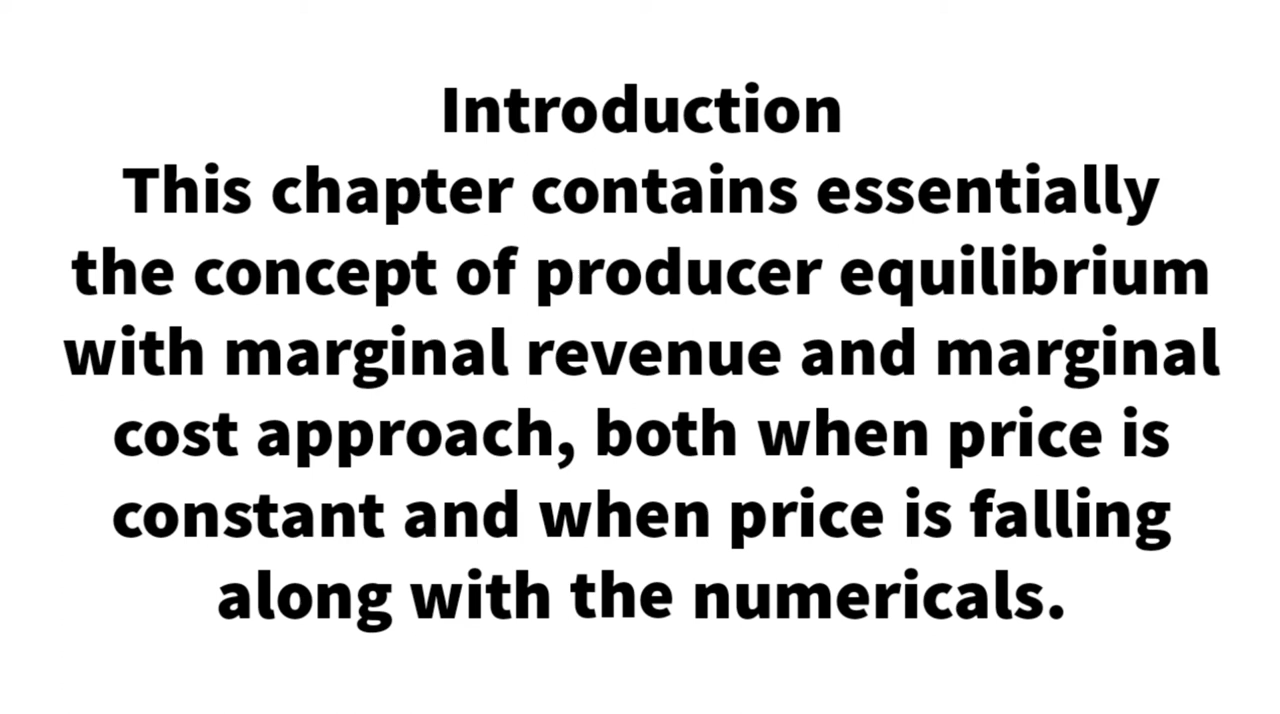 Introduction
This chapter contains essentially
the concept of producer equilibrium
with marginal revenue and marginal
cost approach, both when price is
constant and when price is falling
along with the numericals.